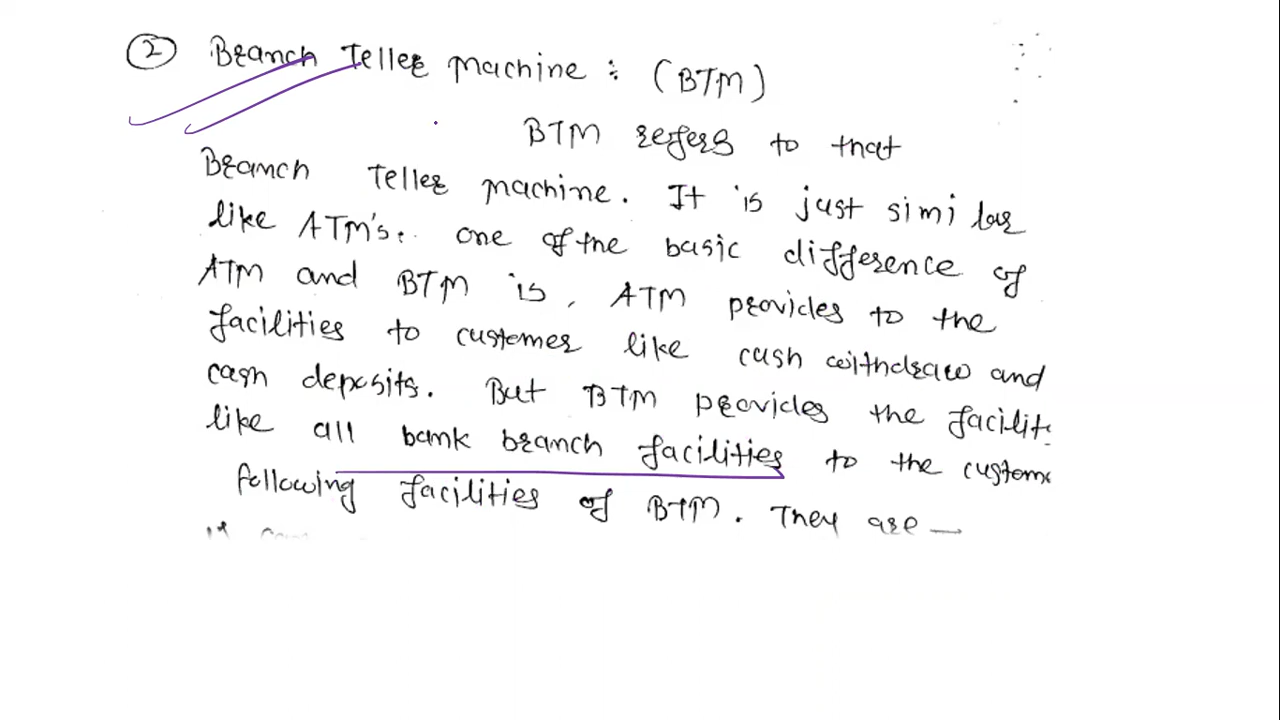 ② Branch Teller machine : (BTM)
BTM refers to that
Branch Teller machine. It is just similar
like ATM's. one of the basic difference of
ATM and BTM is, ATM provides to the
facilities to customer like cash withdraw and
cash deposits. But BTM provides the facilit
like all bank branch facilities to the custome
following facilities of BTM. They are —